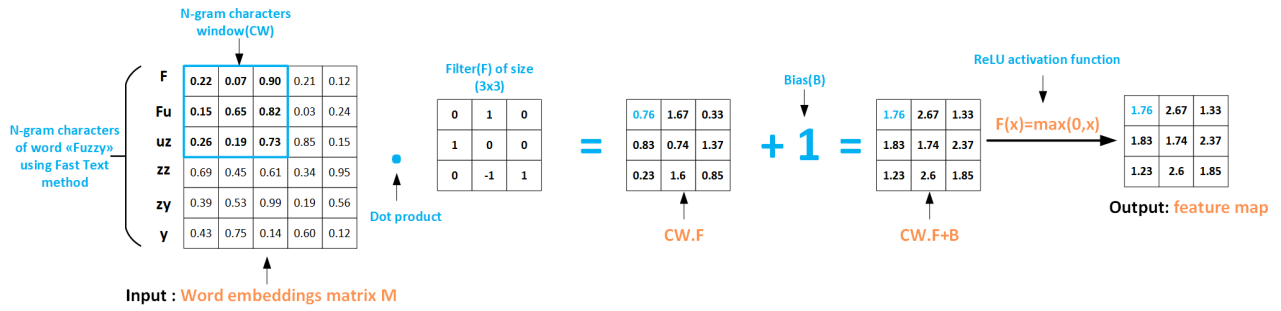 N-gram characters
window(CW)
N-gram characters
of word «Fuzzy»
using Fast Text
method
F 0.22 0.07 0.90 0.21 0.12
Fu 0.15 0.65 0.82 0.03 0.24
uz 0.26 0.19 0.73 0.85 0.15
zz 0.69 0.45 0.61 0.34 0.95
zy 0.39 0.53 0.99 0.19 0.56
y 0.43 0.75 0.14 0.60 0.12
Input : Word embeddings matrix M
.
Dot product
Filter(F) of size
(3x3)
0 1 0
1 0 0
0 -1 1
=
0.76 1.67 0.33
0.83 0.74 1.37
0.23 1.6 0.85
CW.F
Bias(B)
+ 1 =
1.76 2.67 1.33
1.83 1.74 2.37
1.23 2.6 1.85
CW.F+B
ReLU activation function
F(x)=max(0,x)
1.76 2.67 1.33
1.83 1.74 2.37
1.23 2.6 1.85
Output: feature map